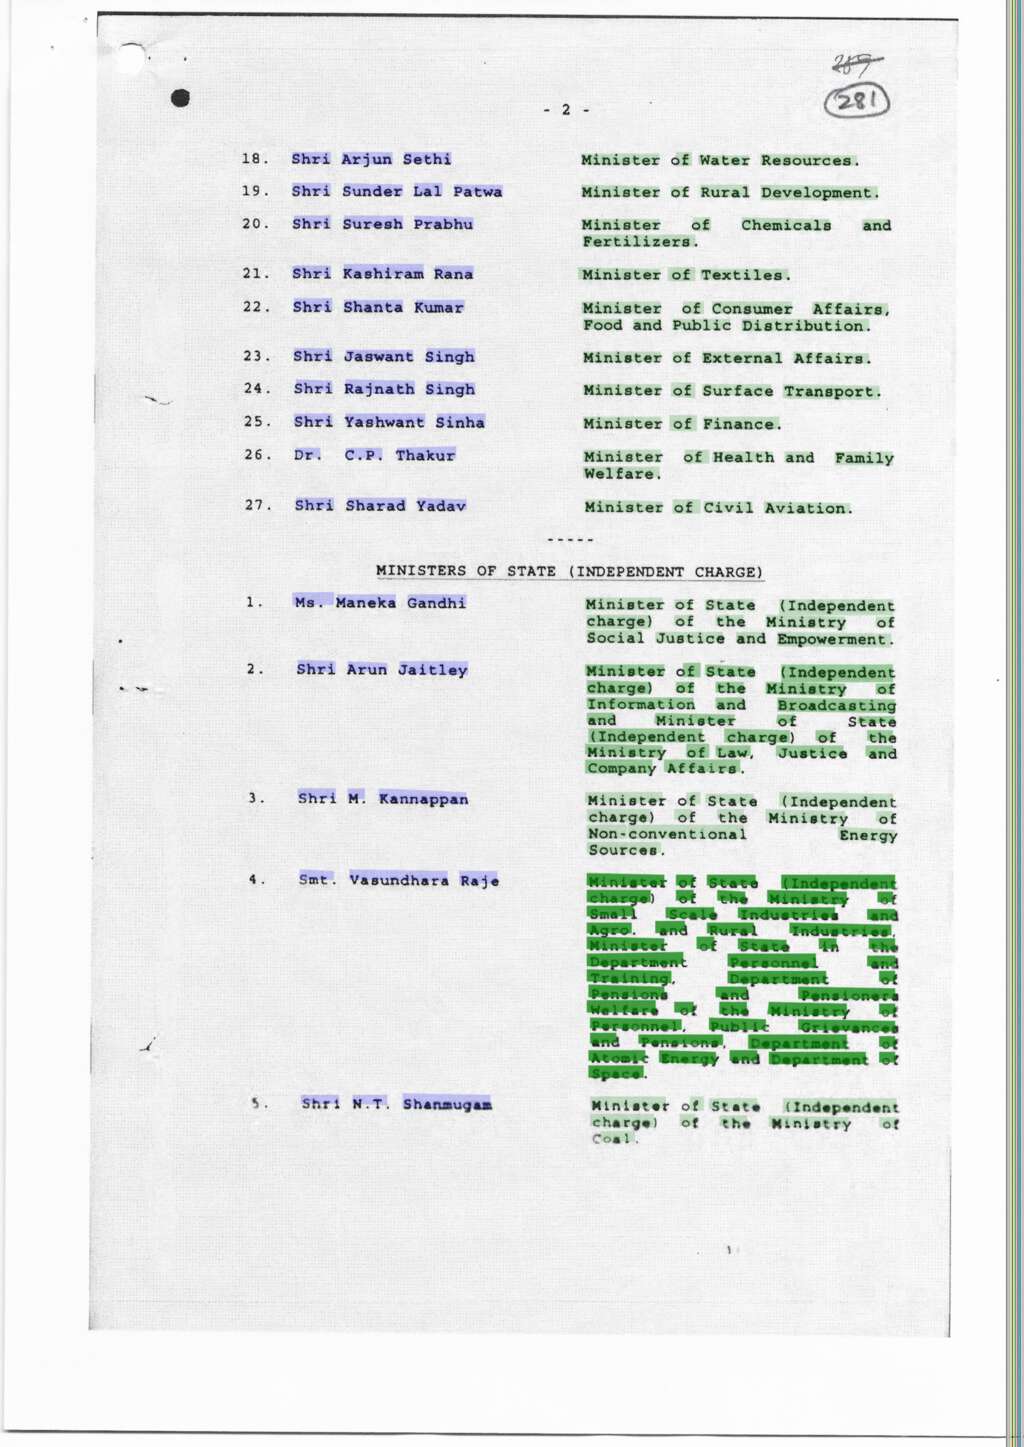 289
281
- 2 -
18. Shri Arjun Sethi Minister of Water Resources.
19. Shri Sunder Lal Patwa Minister of Rural Development.
20. Shri Suresh Prabhu Minister of Chemicals and
Fertilizers.
21. Shri Kashiram Rana Minister of Textiles.
22. Shri Shanta Kumar Minister of Consumer Affairs,
Food and Public Distribution.
23. Shri Jaswant Singh Minister of External Affairs.
24. Shri Rajnath Singh Minister of Surface Transport.
25. Shri Yashwant Sinha Minister of Finance.
26. Dr. C.P. Thakur Minister of Health and Family
Welfare.
27. Shri Sharad Yadav Minister of Civil Aviation.
-----
MINISTERS OF STATE (INDEPENDENT CHARGE)
1. Ms. Maneka Gandhi Minister of State (Independent
charge) of the Ministry of
Social Justice and Empowerment.
2. Shri Arun Jaitley Minister of State (Independent
charge) of the Ministry of
Information and Broadcasting
and Minister of State
(Independent charge) of the
Ministry of Law, Justice and
Company Affairs.
3. Shri M. Kannappan Minister of State (Independent
charge) of the Ministry of
Non-conventional Energy
Sources.
4. Smt. Vasundhara Raje Minister of State (Independent
charge) of the Ministry of
Small Scale Industries and
Agro. and Rural Industries,
Minister of State in the
Department Personnel and
Training, Department of
Pensions and Pensioners
Welfare of the Ministry of
Personnel, Public Grievances
and Pensions, Department of
Atomic Energy and Department of
Space.
5. Shri N.T. Shanmugam Minister of State (Independent
charge) of the Ministry of
Coal.